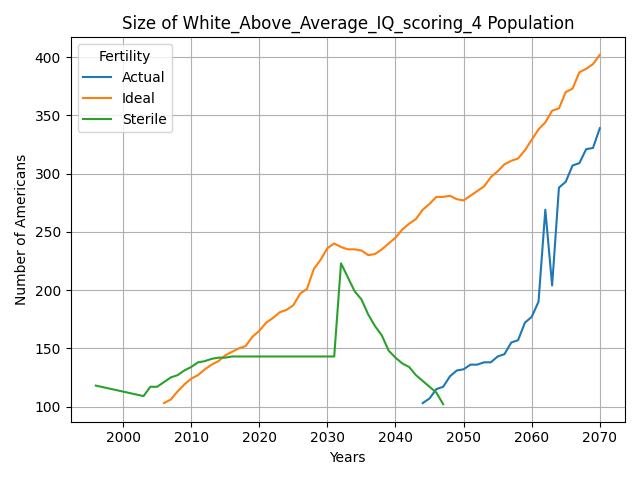 Size of White_Above_Average_IQ_scoring_4 Population
Fertility
Actual
Ideal
Sterile
Number of Americans
400
350
300
250
200
150
100
2000
2010
2020
2030
2040
2050
2060
2070
Years